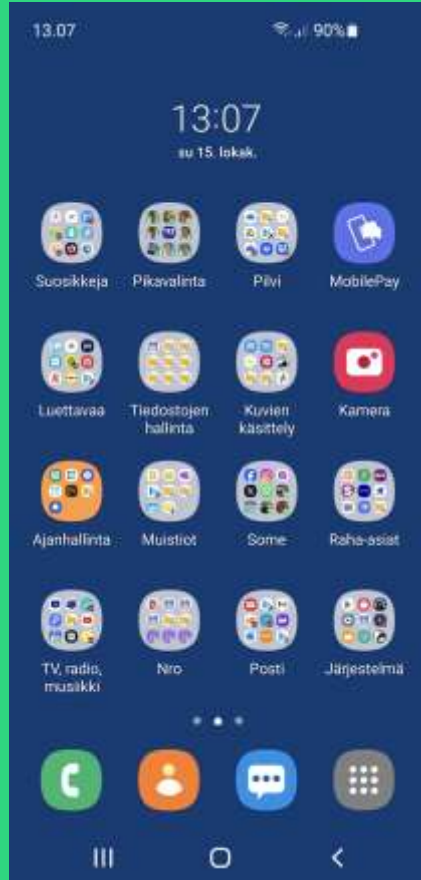 13.07 90%
13:07
su 15. lokak.
Suosikkeja Pikavalinta Pilvi MobilePay
Luettavaa Tiedostojen hallinta Kuvien käsittely Kamera
Ajanhallinta Muistiot Some Raha-asiat
TV, radio, musiikki Nro Posti Järjestelmä